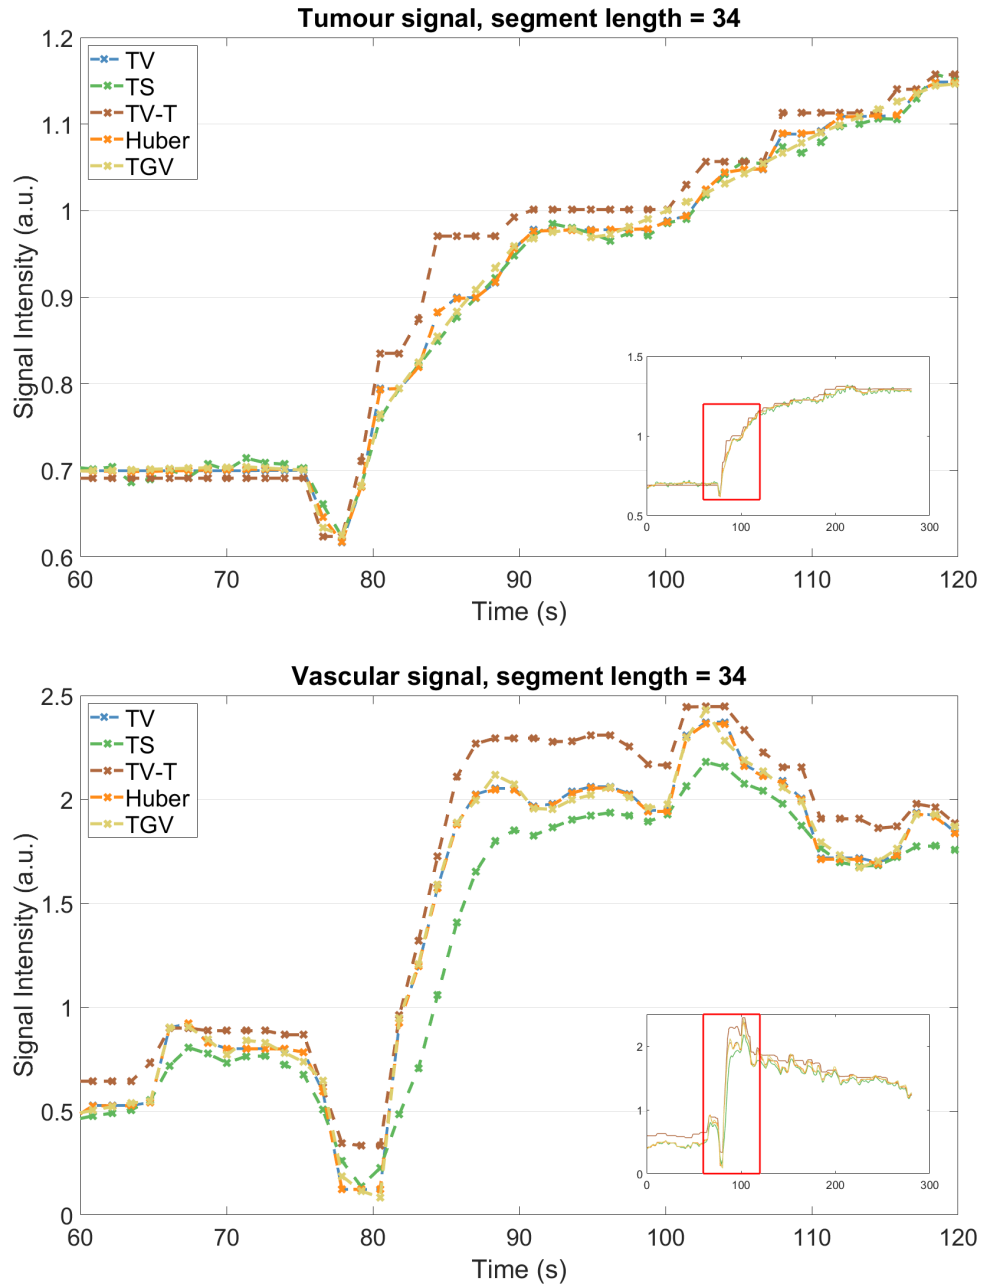 Tumour signal, segment length = 34
1.2
1.1
1
0.9
0.8
0.7
0.6
Signal Intensity (a.u.)
TV
TS
TV-T
Huber
TGV
1.5
1
0.5
0 100 200 300
60 70 80 90 100 110 120
Time (s)
Vascular signal, segment length = 34
2.5
2
1.5
1
0.5
0
Signal Intensity (a.u.)
TV
TS
TV-T
Huber
TGV
2
1
0
0 100 200 300
60 70 80 90 100 110 120
Time (s)